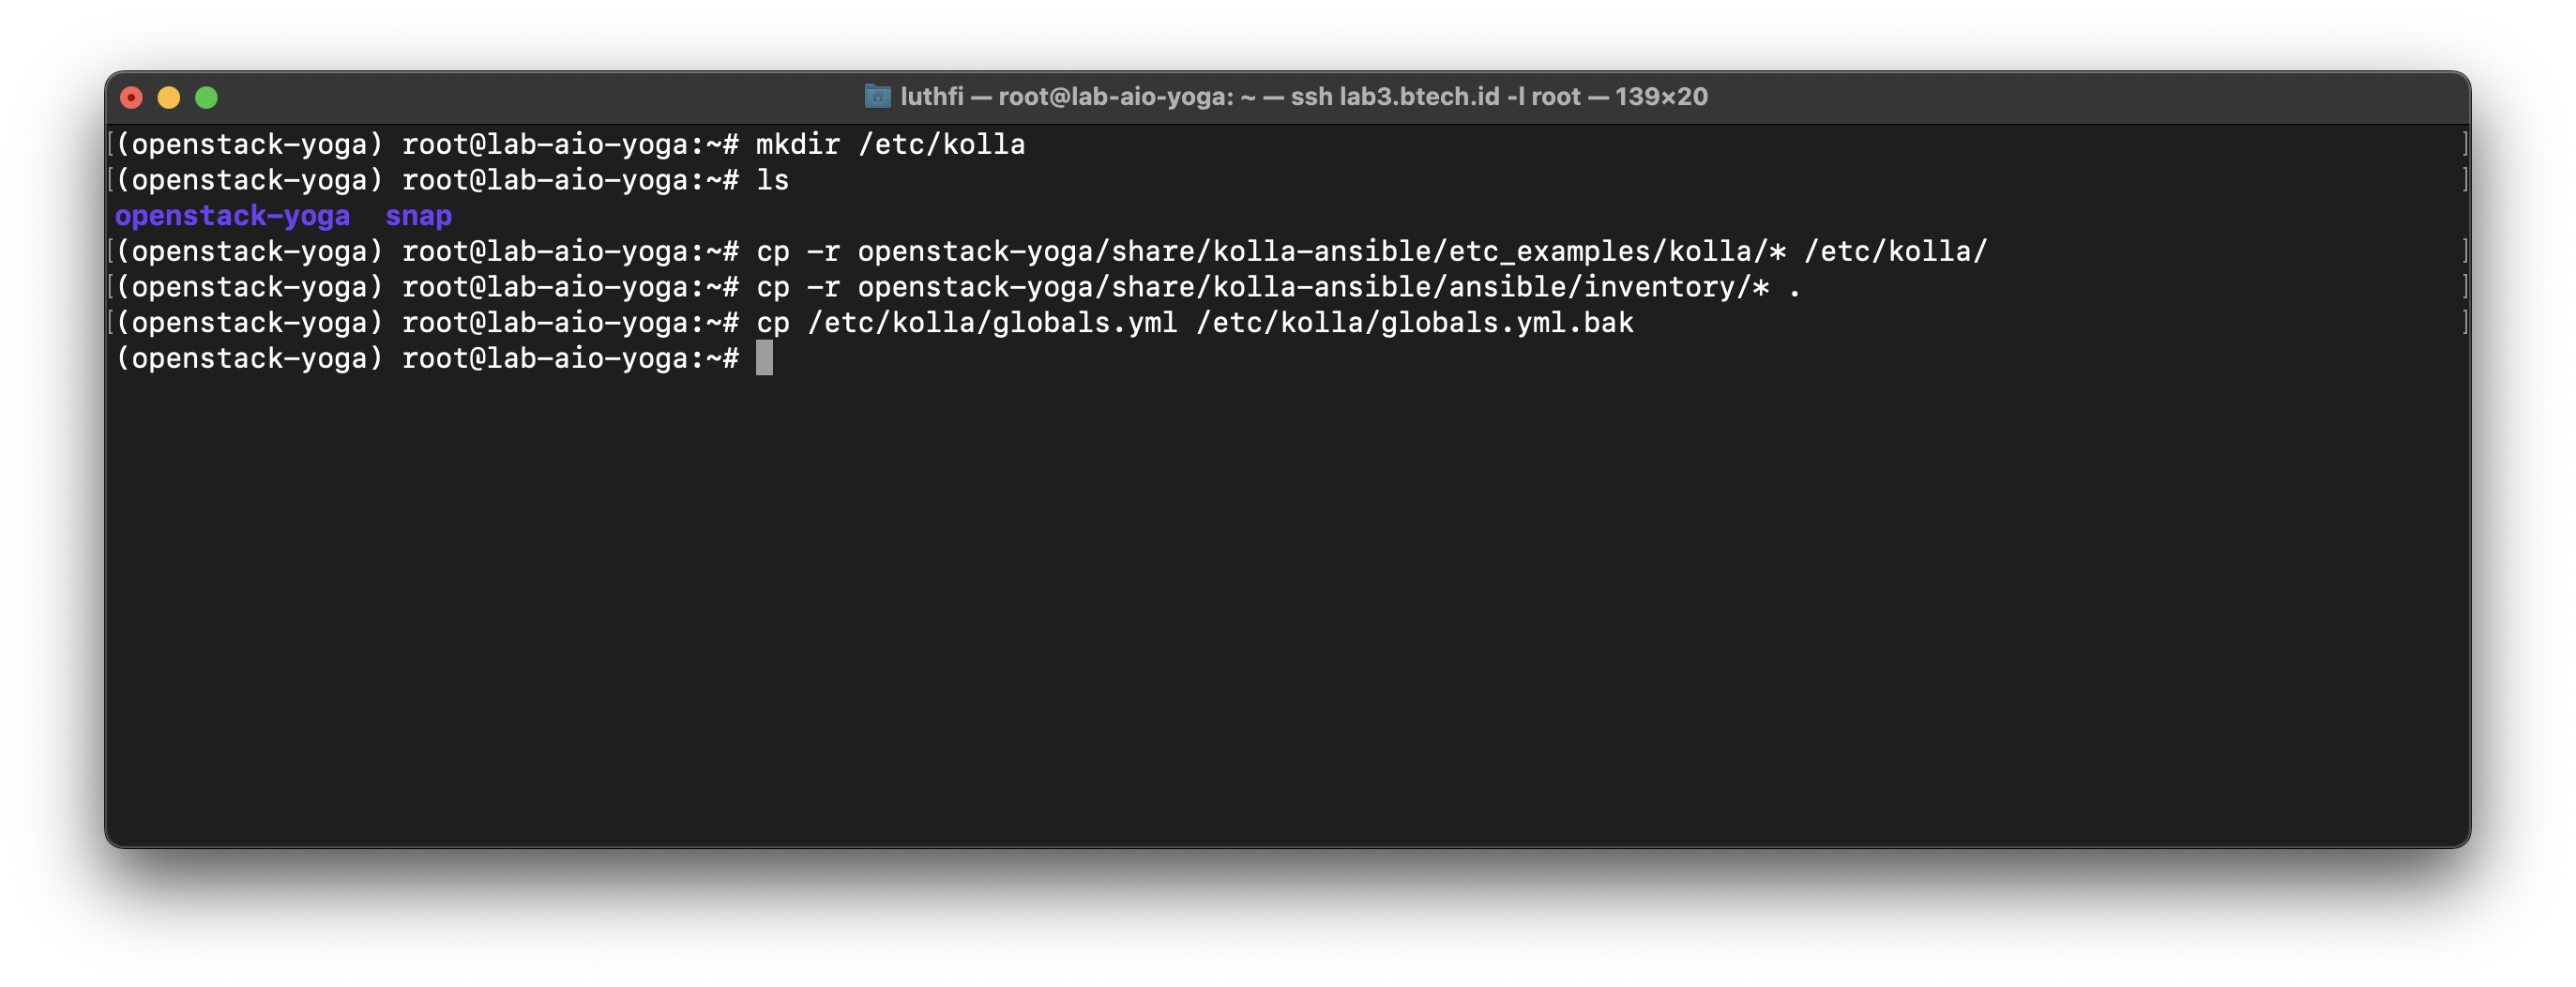 luthfi — root@lab-aio-yoga: ~ — ssh lab3.btech.id -l root — 139×20
[(openstack-yoga) root@lab-aio-yoga:~# mkdir /etc/kolla ]
[(openstack-yoga) root@lab-aio-yoga:~# ls ]
openstack-yoga  snap
[(openstack-yoga) root@lab-aio-yoga:~# cp -r openstack-yoga/share/kolla-ansible/etc_examples/kolla/* /etc/kolla/ ]
[(openstack-yoga) root@lab-aio-yoga:~# cp -r openstack-yoga/share/kolla-ansible/ansible/inventory/* . ]
[(openstack-yoga) root@lab-aio-yoga:~# cp /etc/kolla/globals.yml /etc/kolla/globals.yml.bak ]
(openstack-yoga) root@lab-aio-yoga:~#